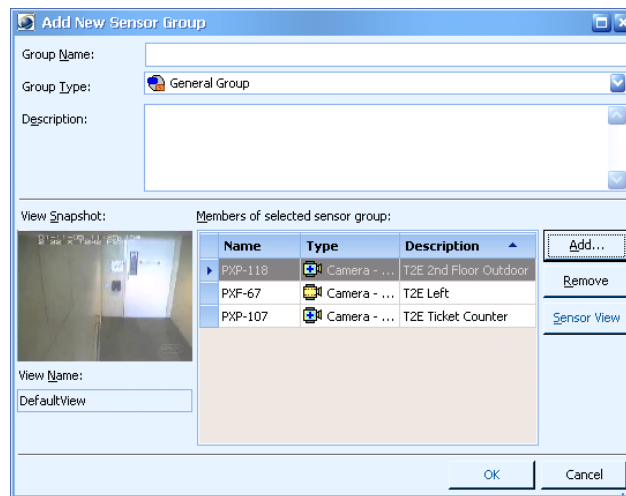 Add New Sensor Group
Group Name:
Group Type:
General Group
Description:
View Snapshot:
Members of selected sensor group:
Name Type Description
PXP-118 Camera - ... T2E 2nd Floor Outdoor
PXF-67 Camera - ... T2E Left
PXP-107 Camera - ... T2E Ticket Counter
Add...
Remove
Sensor View
View Name:
DefaultView
OK Cancel